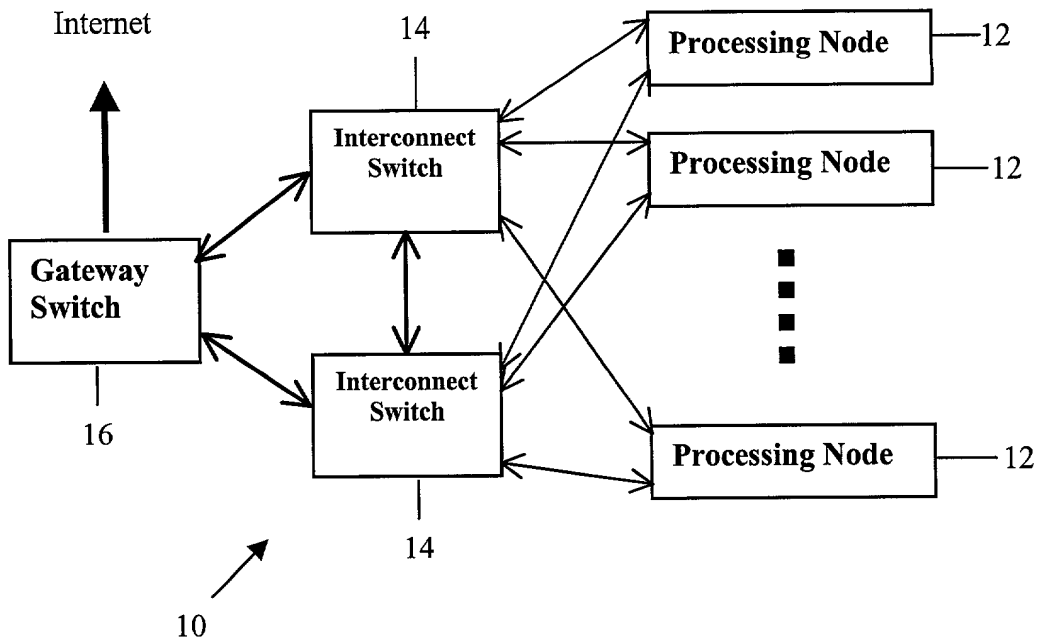 Internet
14
Processing Node
12
Interconnect
Switch
Processing Node
12
Gateway
Switch
16
Interconnect
Switch
14
Processing Node
12
10